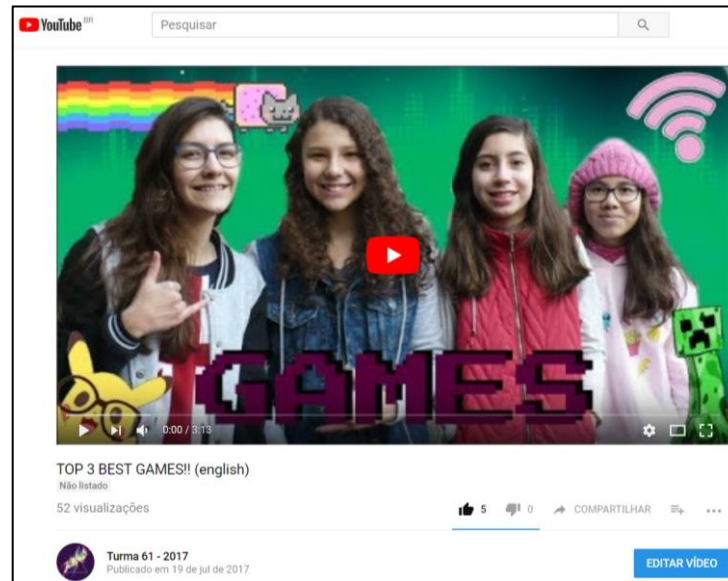 YouTube BR
Pesquisar
GAMES
0:00 / 3:13
TOP 3 BEST GAMES!! (english)
Não listado
52 visualizações
5
0
COMPARTILHAR
Turma 61 - 2017
Publicado em 19 de jul de 2017
EDITAR VÍDEO